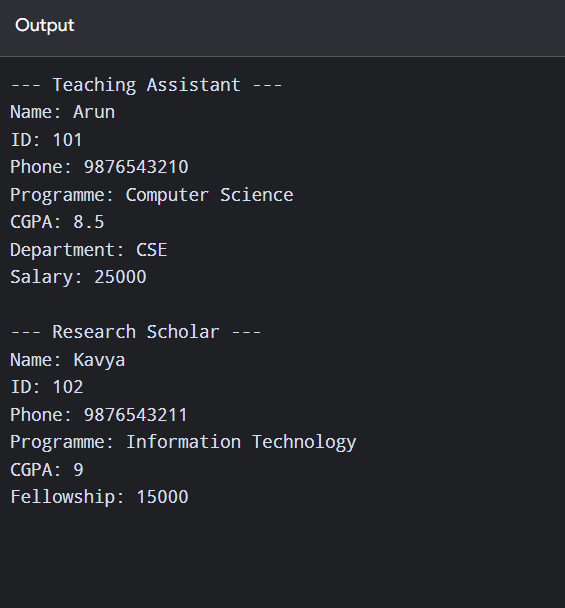 Output
--- Teaching Assistant ---
Name: Arun
ID: 101
Phone: 9876543210
Programme: Computer Science
CGPA: 8.5
Department: CSE
Salary: 25000
--- Research Scholar ---
Name: Kavya
ID: 102
Phone: 9876543211
Programme: Information Technology
CGPA: 9
Fellowship: 15000